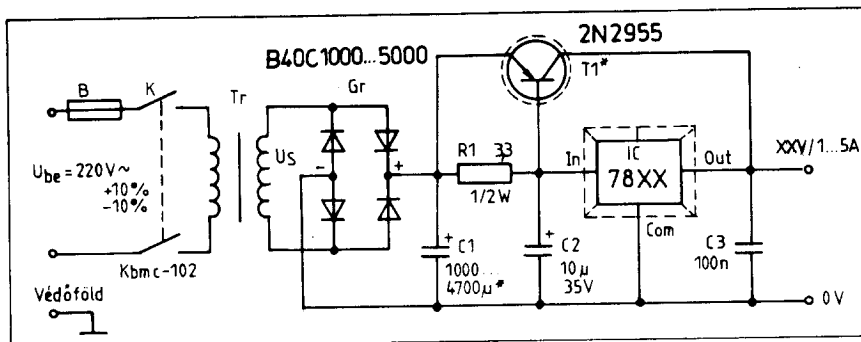 2N2955
B40C1000...5000
T1*
B
K
Tr
Gr
Us
Ube = 220V~
+10%
-10%
-
+
R1 33
1/2W
In
IC
78XX
Out
Com
XXV/1...5A
+
C1
1000...
4700µ*
+
C2
10µ
35V
C3
100n
Kbmc-102
Védőföld
0V